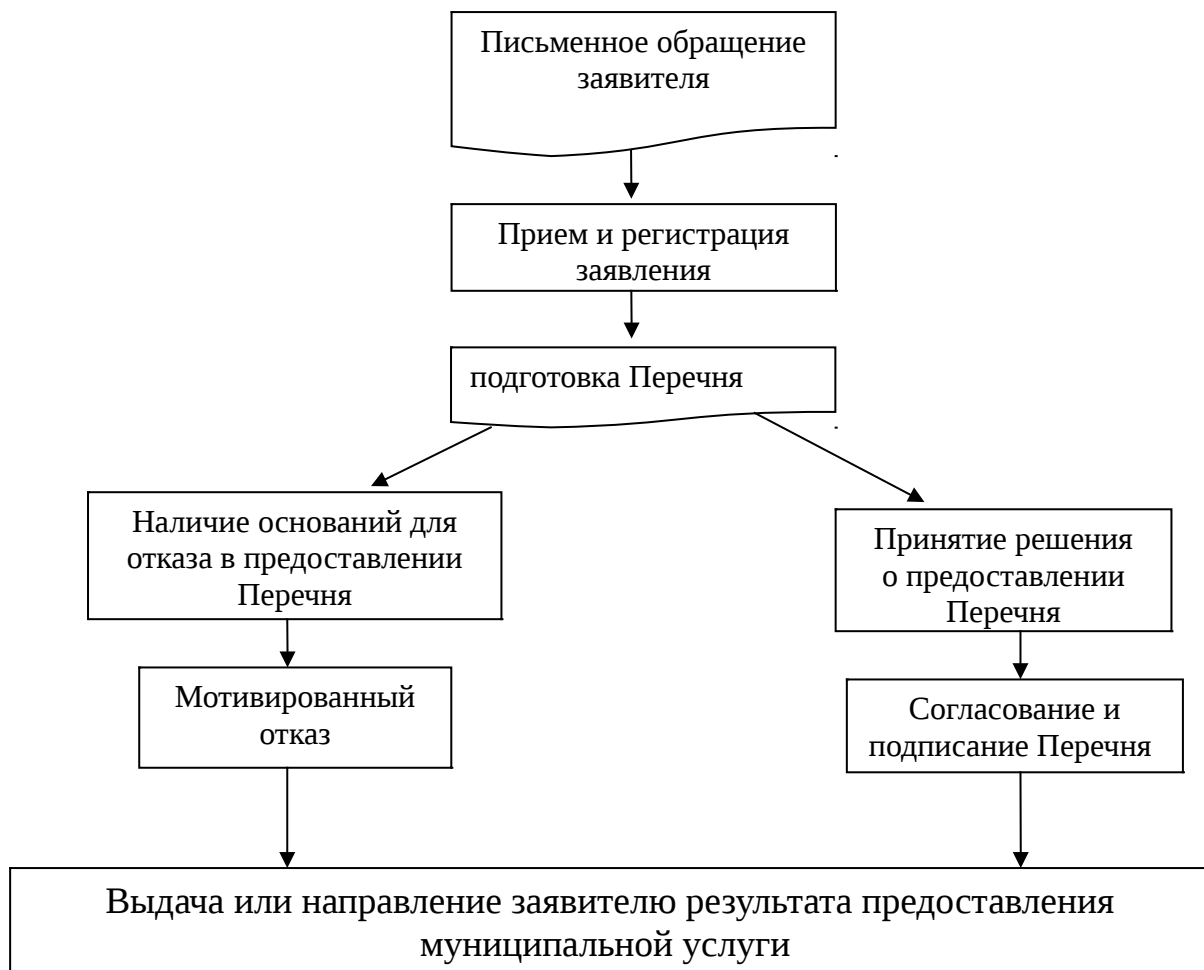 Письменное обращение
заявителя
Прием и регистрация
заявления
подготовка Перечня
Наличие оснований для
отказа в предоставлении
Перечня
Принятие решения
о предоставлении
Перечня
Мотивированный
отказ
Согласование и
подписание Перечня
Выдача или направление заявителю результата предоставления
муниципальной услуги